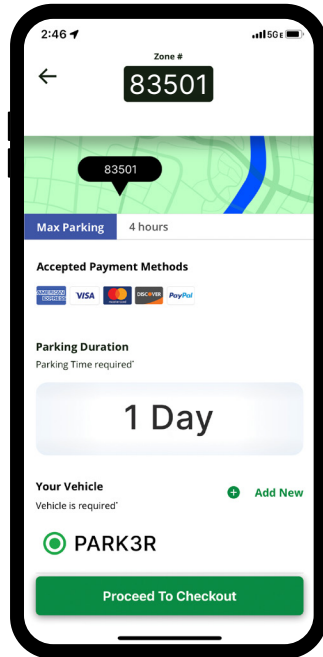 2:46 5G E
Zone #
83501
83501
Max Parking 4 hours
Accepted Payment Methods
AMERICAN EXPRESS VISA MasterCard DISCOVER PayPal
Parking Duration
Parking Time required*
1 Day
Your Vehicle
Add New
Vehicle is required*
PARK3R
Proceed To Checkout